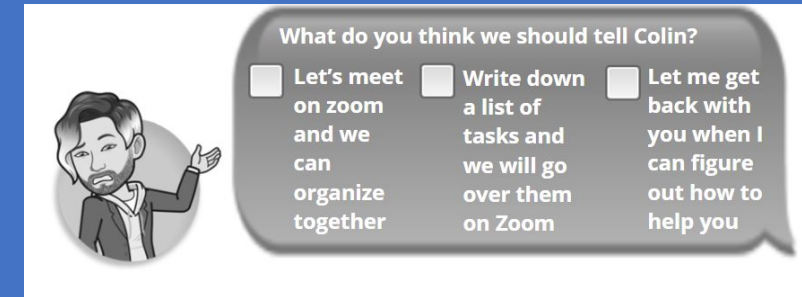 What do you think we should tell Colin?
Let's meet
on zoom
and we
can
organize
together
Write down
a list of
tasks and
we will go
over them
on Zoom
Let me get
back with
you when I
can figure
out how to
help you